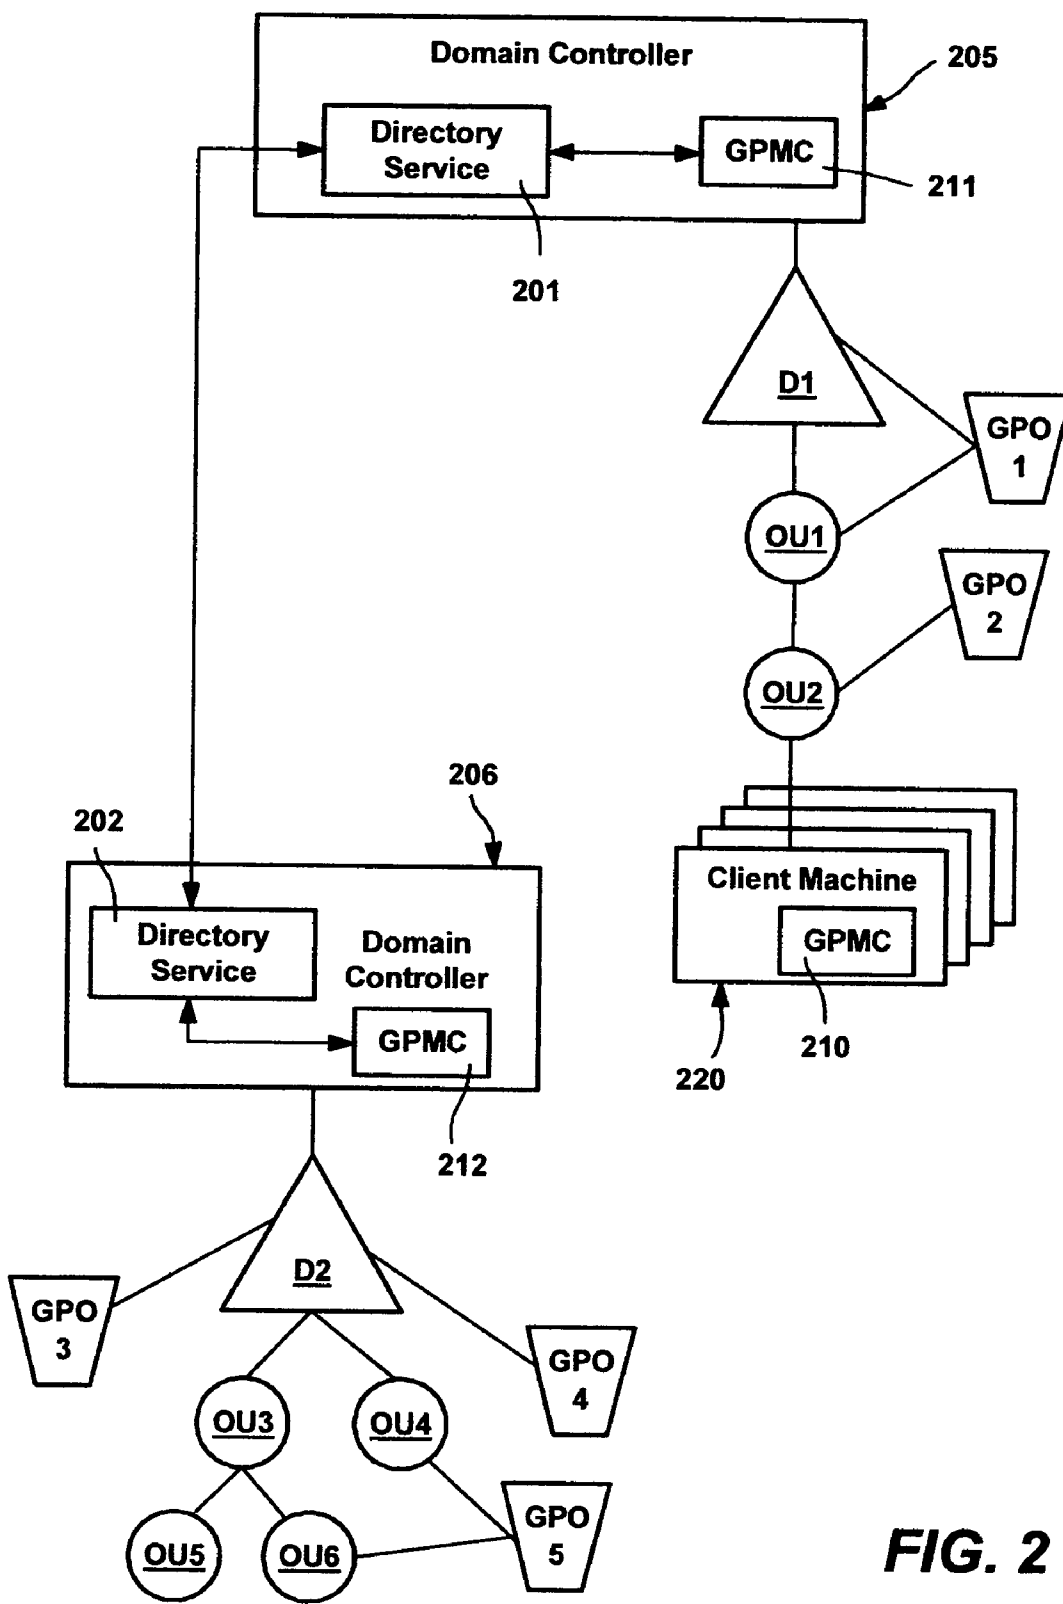 Domain Controller
205
Directory
Service
GPMC
211
201
D1
GPO
1
OU1
GPO
2
OU2
206
202
Client Machine
GPMC
Directory
Service
Domain
Controller
GPMC
210
220
212
D2
GPO
3
GPO
4
OU3
OU4
GPO
5
OU5
OU6
FIG. 2